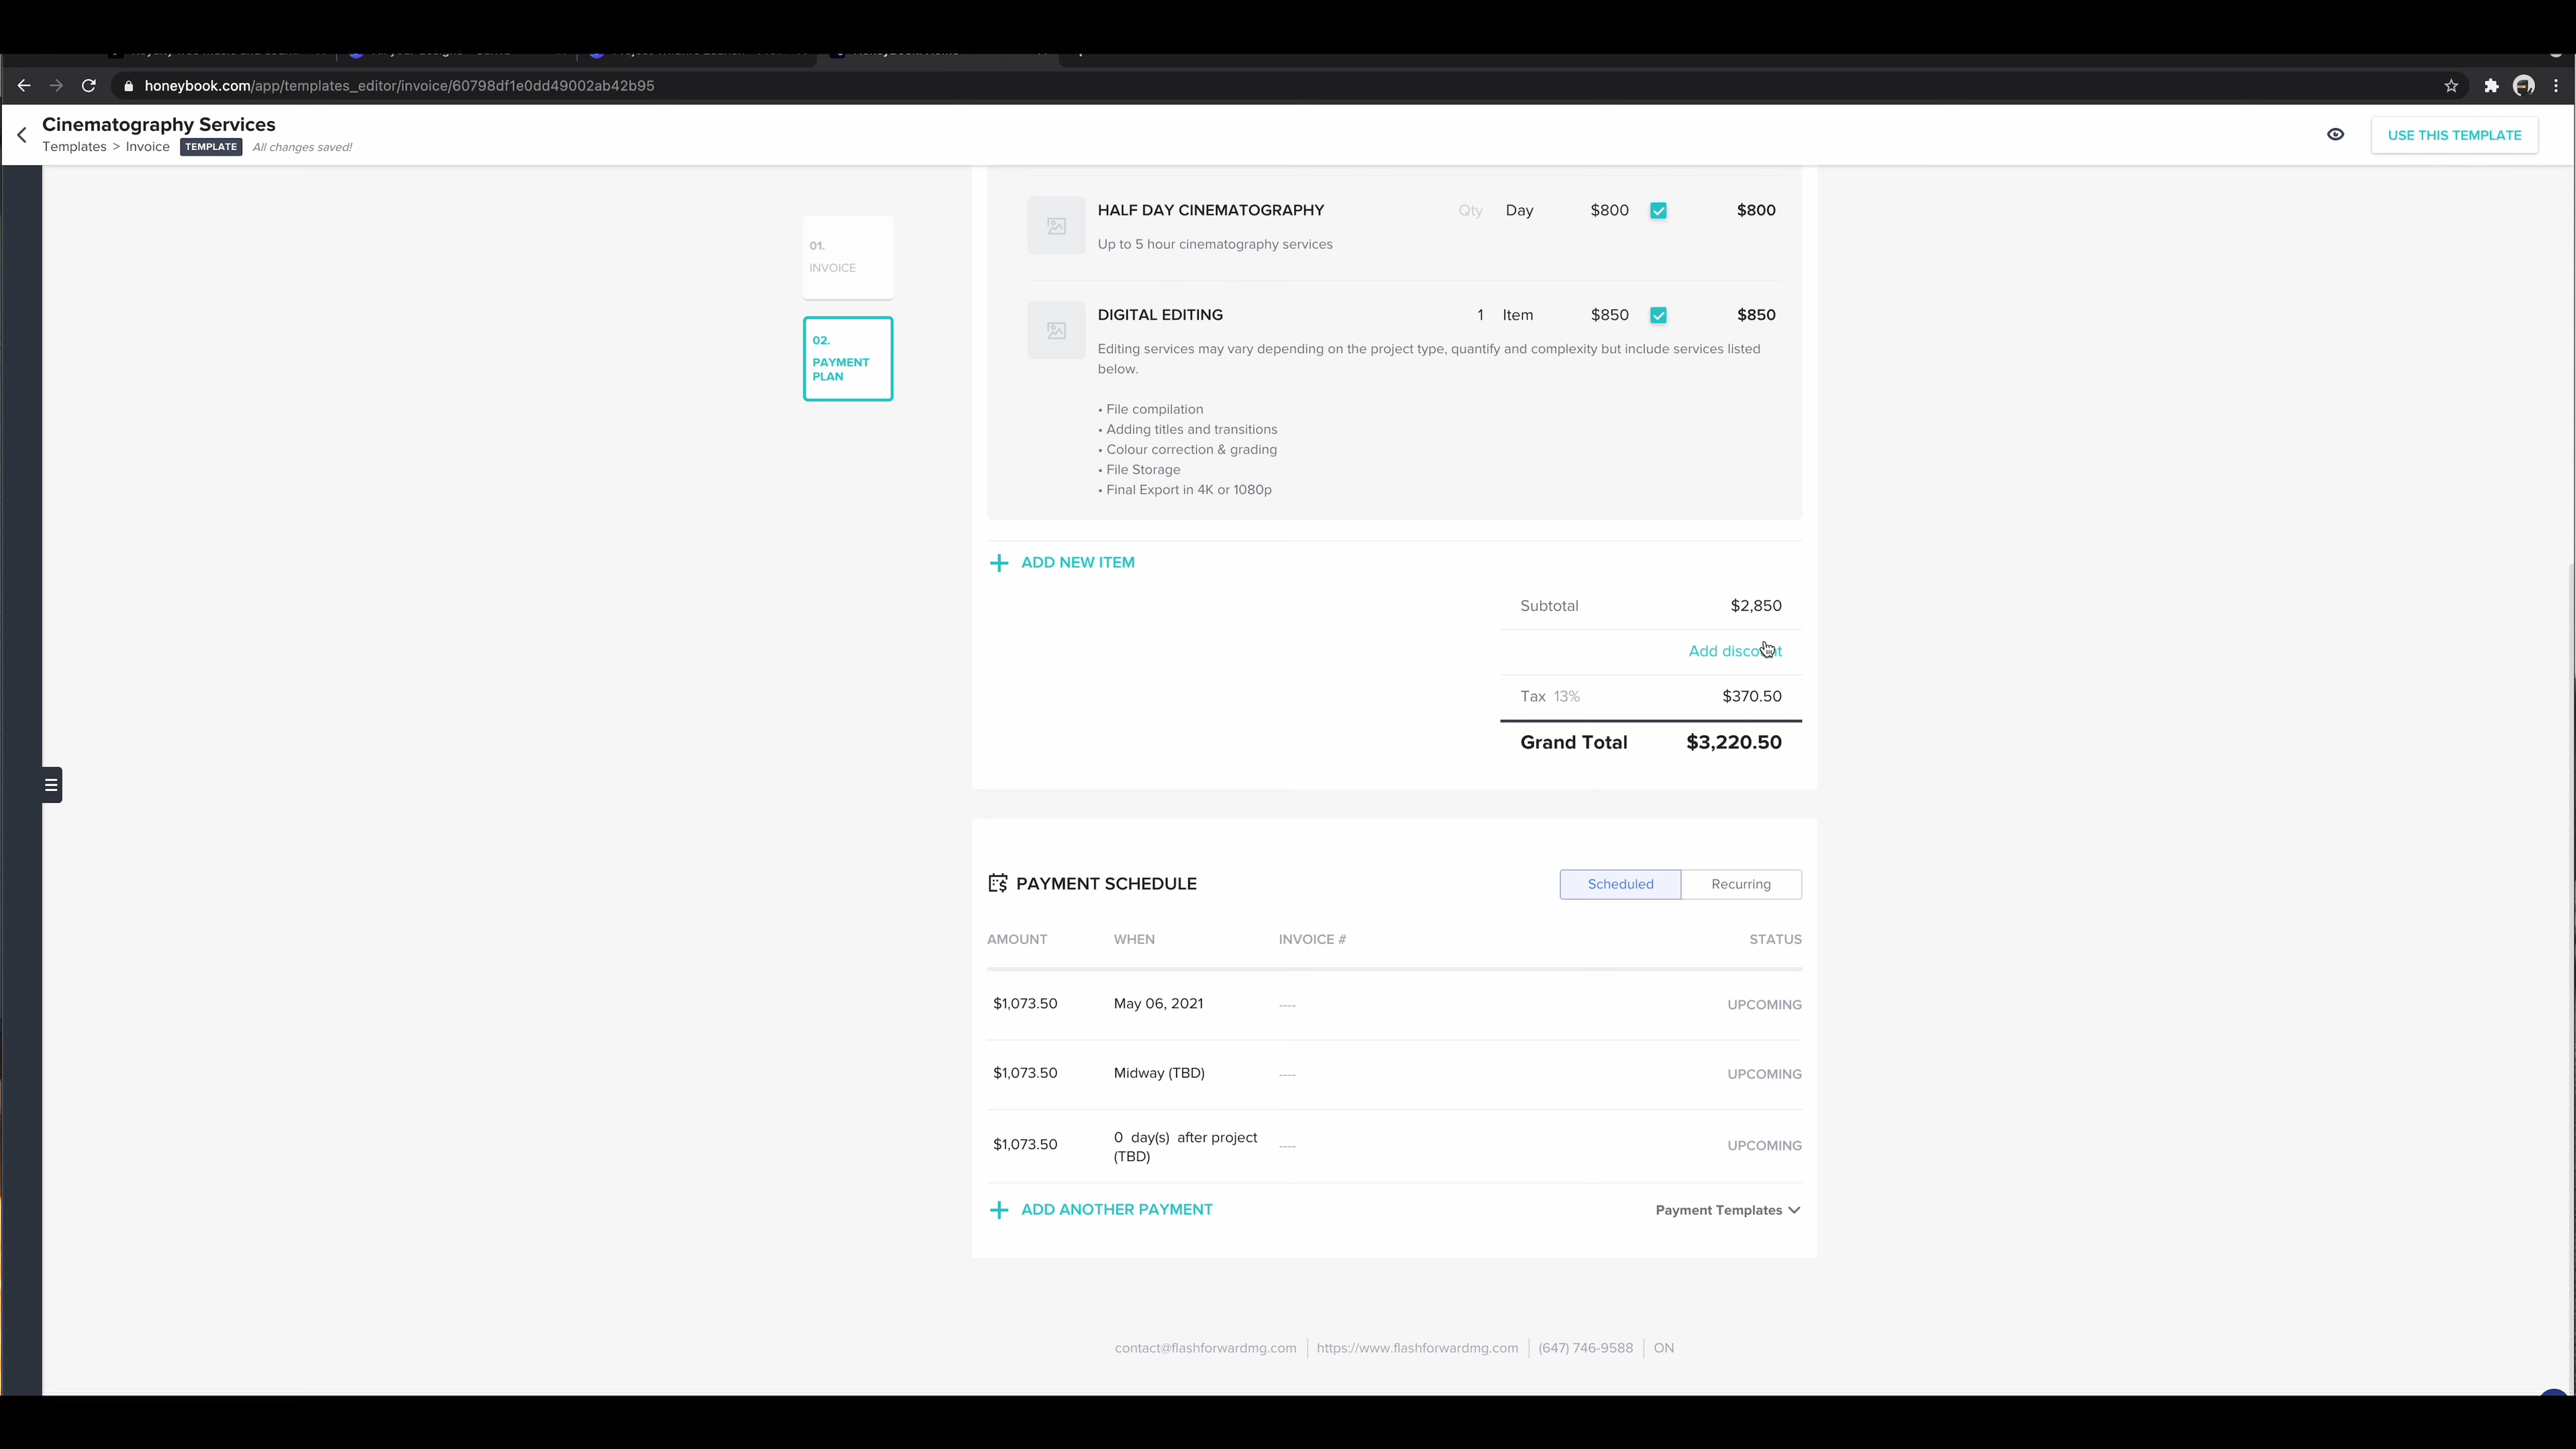 honeybook.com/app/templates_editor/invoice/60798df1e0dd49002ab42b95
Cinematography Services
Templates > Invoice TEMPLATE All changes saved!
USE THIS TEMPLATE
01.
INVOICE
02.
PAYMENT
PLAN
HALF DAY CINEMATOGRAPHY Qty Day $800 $800
Up to 5 hour cinematography services
DIGITAL EDITING 1 Item $850 $850
Editing services may vary depending on the project type, quantify and complexity but include services listed
below.
• File compilation
• Adding titles and transitions
• Colour correction & grading
• File Storage
• Final Export in 4K or 1080p
+ ADD NEW ITEM
Subtotal $2,850
Add discount
Tax 13% $370.50
Grand Total $3,220.50
PAYMENT SCHEDULE Scheduled Recurring
AMOUNT WHEN INVOICE # STATUS
$1,073.50 May 06, 2021 ---- UPCOMING
$1,073.50 Midway (TBD) ---- UPCOMING
$1,073.50 0 day(s) after project
(TBD) ---- UPCOMING
+ ADD ANOTHER PAYMENT Payment Templates
contact@flashforwardmg.com | https://www.flashforwardmg.com | (647) 746-9588 | ON